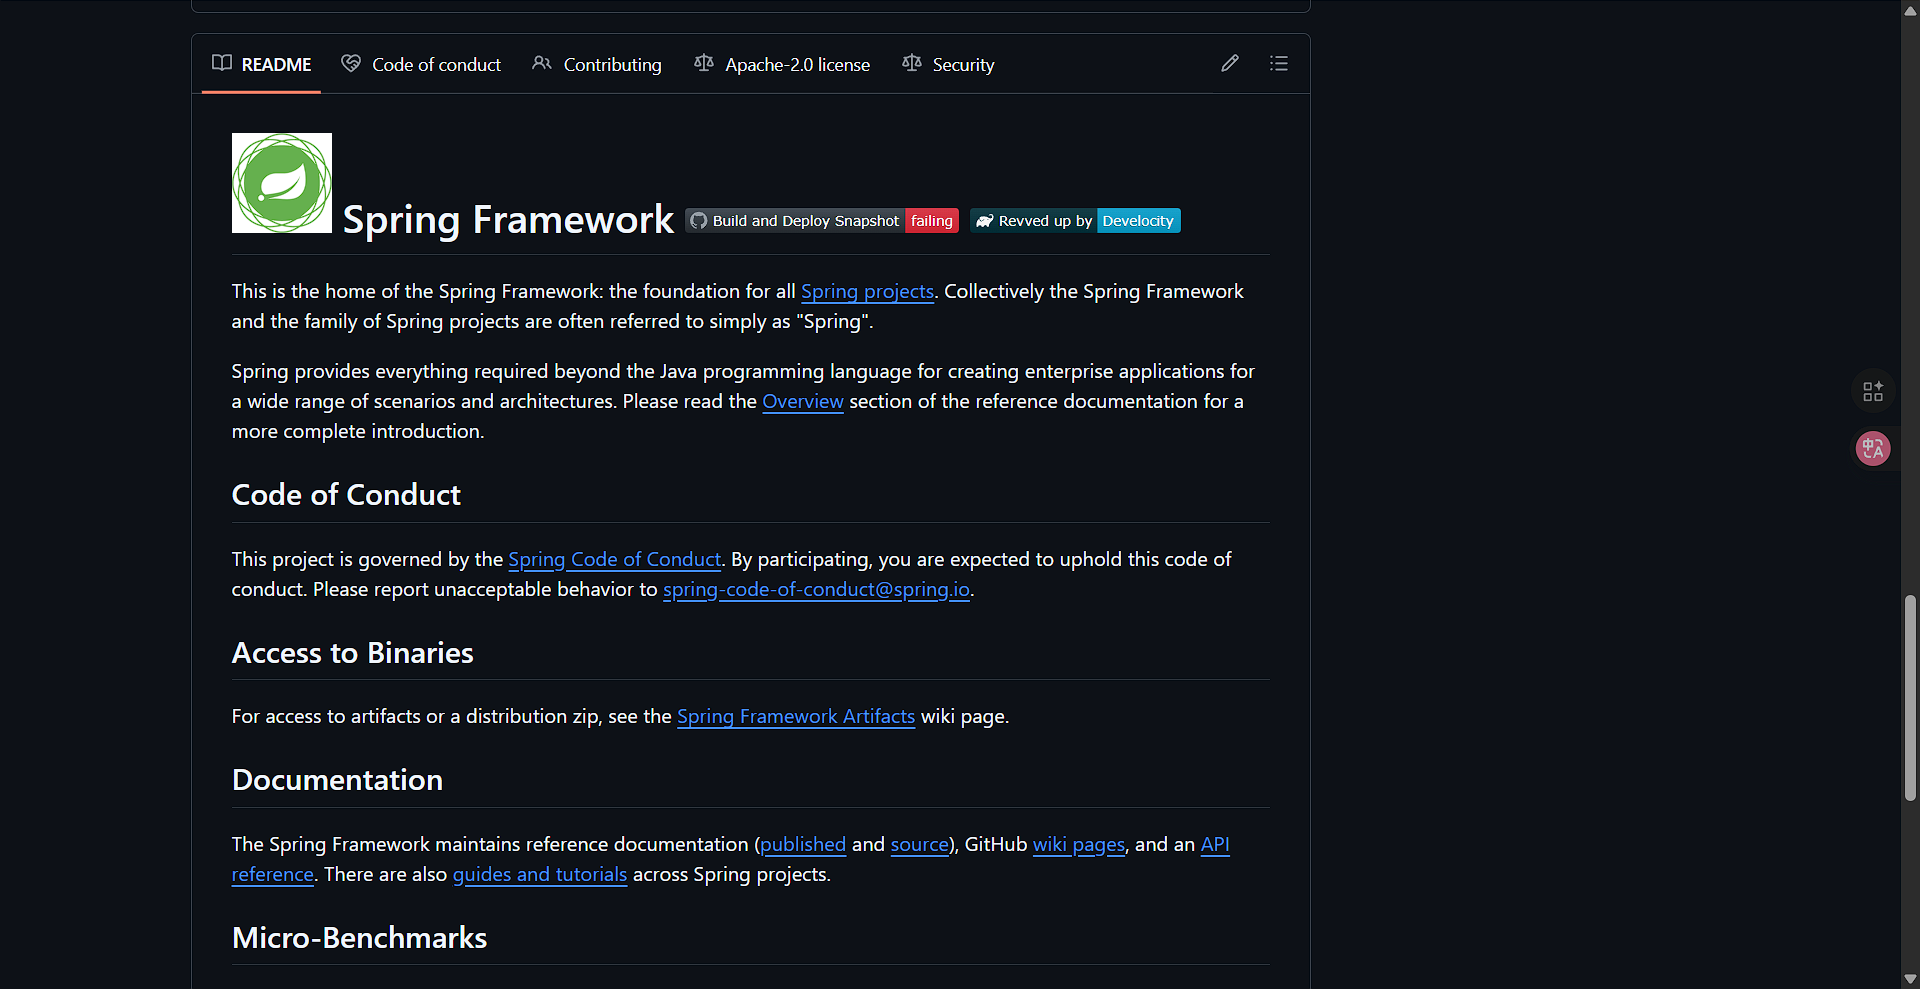 README
Code of conduct
Contributing
Apache-2.0 license
Security
Spring Framework
Build and Deploy Snapshot failing
Revved up by Develocity
This is the home of the Spring Framework: the foundation for all Spring projects. Collectively the Spring Framework
and the family of Spring projects are often referred to simply as "Spring".
Spring provides everything required beyond the Java programming language for creating enterprise applications for
a wide range of scenarios and architectures. Please read the Overview section of the reference documentation for a
more complete introduction.
Code of Conduct
This project is governed by the Spring Code of Conduct. By participating, you are expected to uphold this code of
conduct. Please report unacceptable behavior to spring-code-of-conduct@spring.io.
Access to Binaries
For access to artifacts or a distribution zip, see the Spring Framework Artifacts wiki page.
Documentation
The Spring Framework maintains reference documentation (published and source), GitHub wiki pages, and an API
reference. There are also guides and tutorials across Spring projects.
Micro-Benchmarks
中A